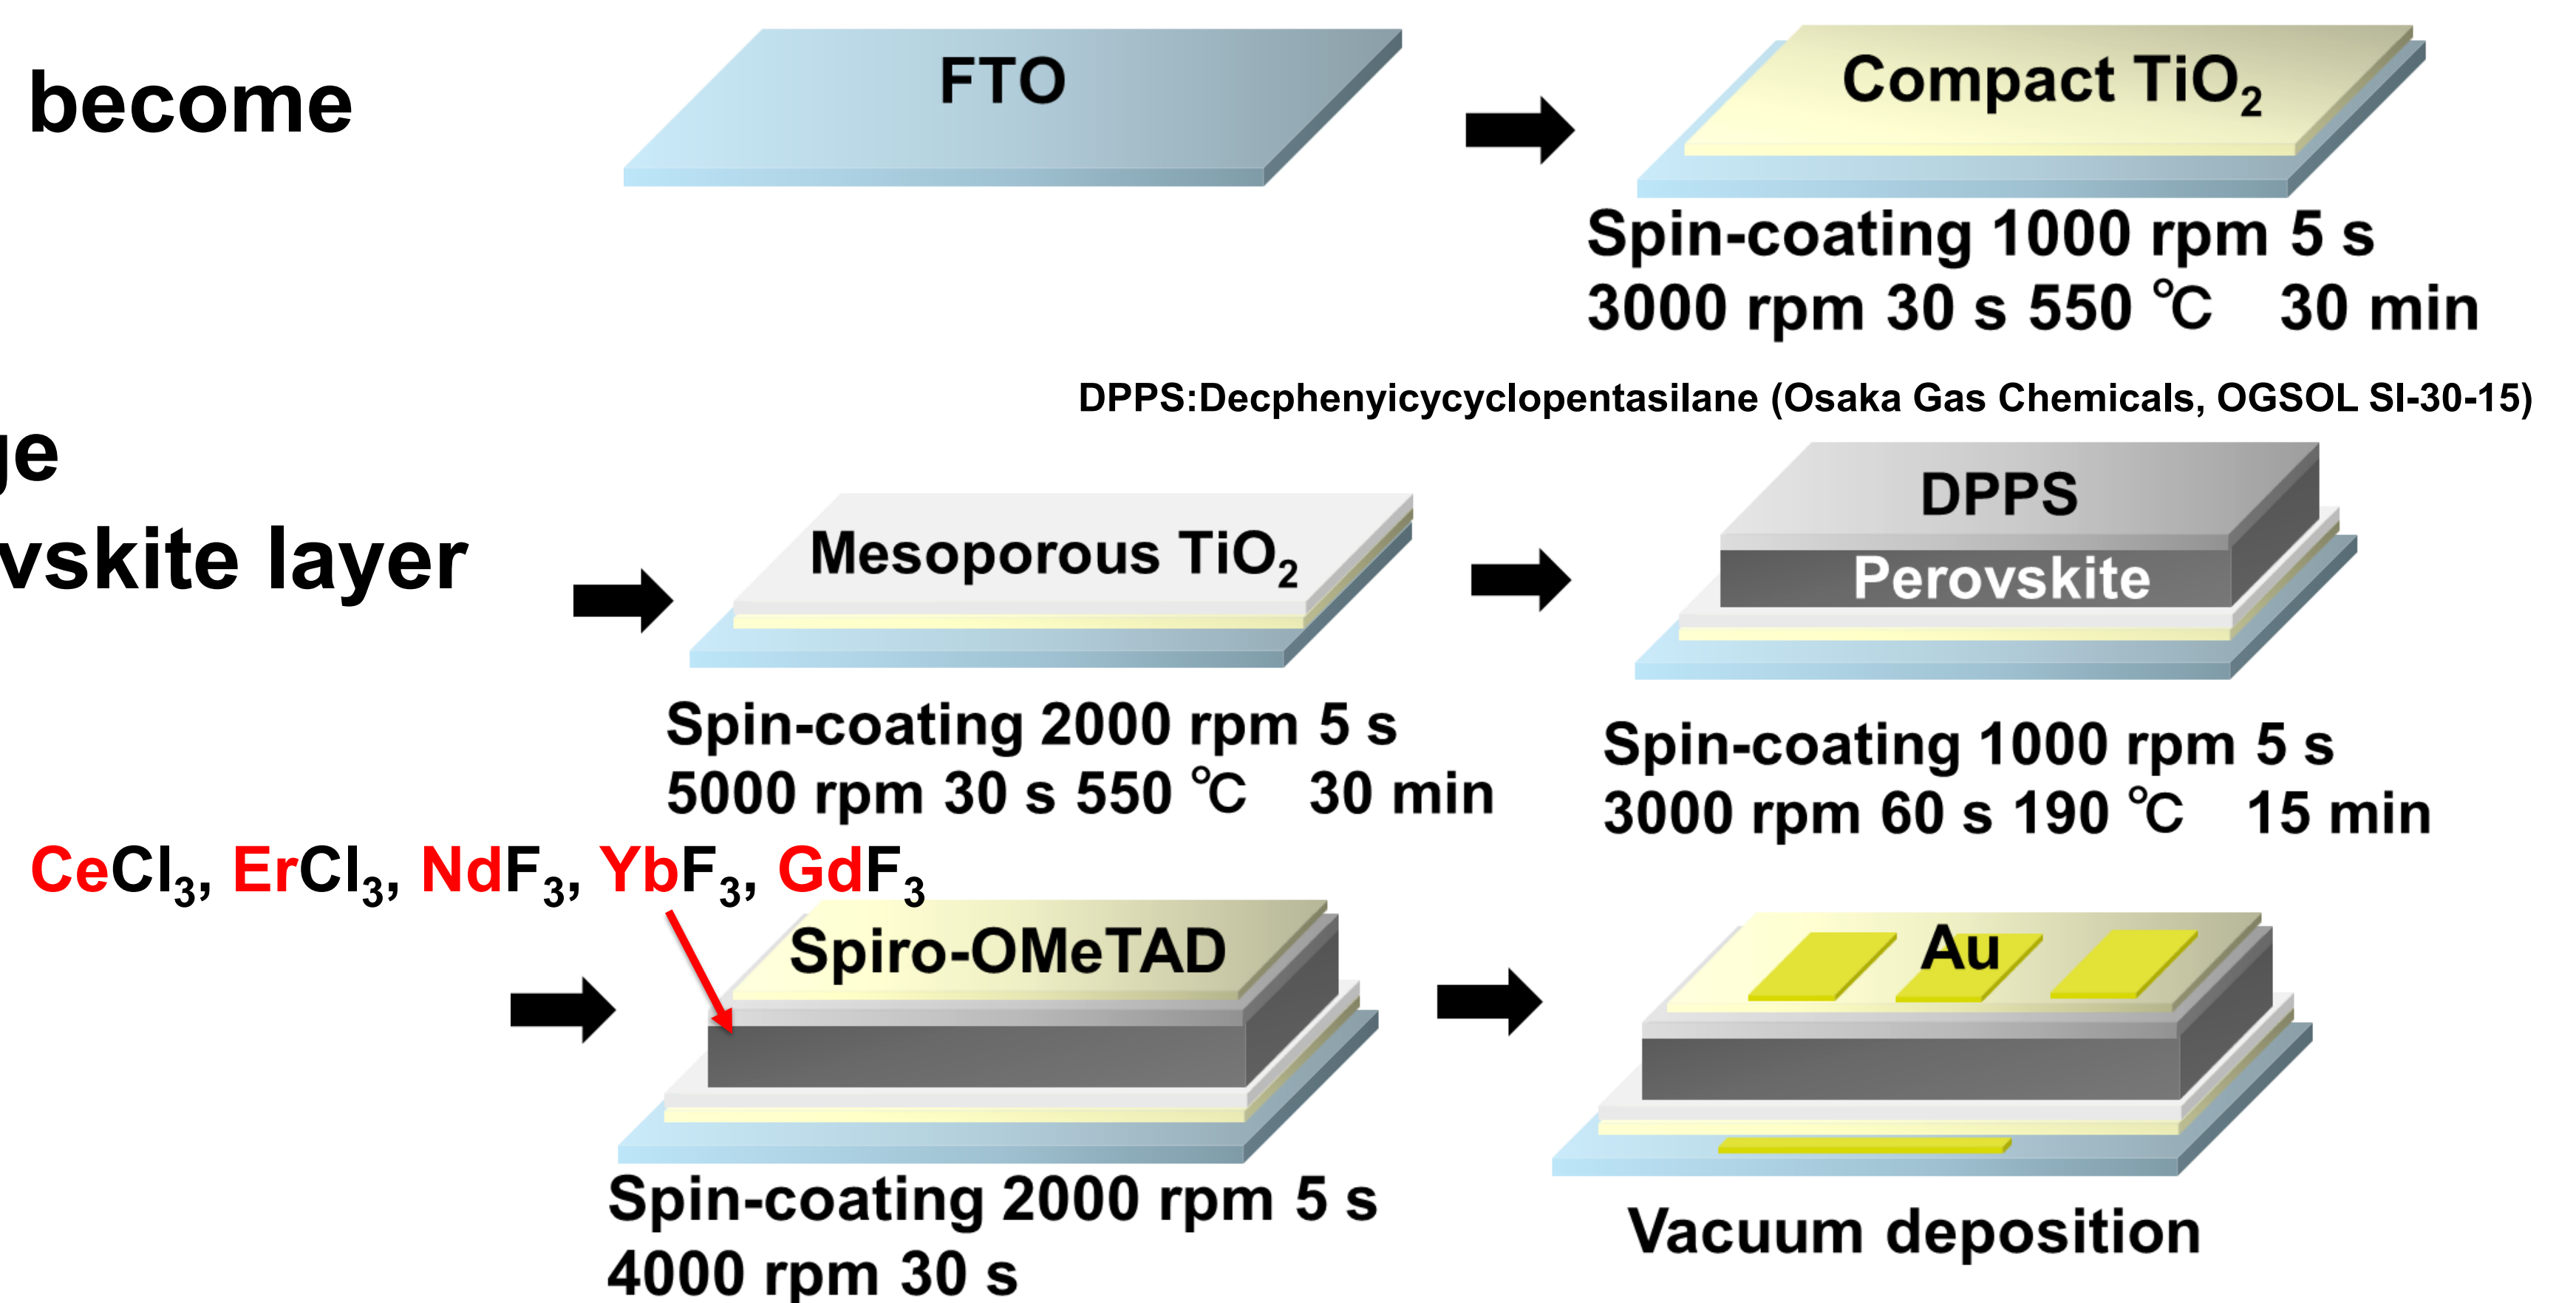 become
FTO
Compact TiO₂
Spin-coating 1000 rpm 5 s
3000 rpm 30 s 550 ℃ 30 min
DPPS:Decphenyicycyclopentasilane (Osaka Gas Chemicals, OGSOL SI-30-15)
ge
vskite layer
Mesoporous TiO₂
DPPS
Perovskite
Spin-coating 2000 rpm 5 s
5000 rpm 30 s 550 ℃ 30 min
Spin-coating 1000 rpm 5 s
3000 rpm 60 s 190 ℃ 15 min
CeCl₃, ErCl₃, NdF₃, YbF₃, GdF₃
Spiro-OMeTAD
Au
Spin-coating 2000 rpm 5 s
4000 rpm 30 s
Vacuum deposition